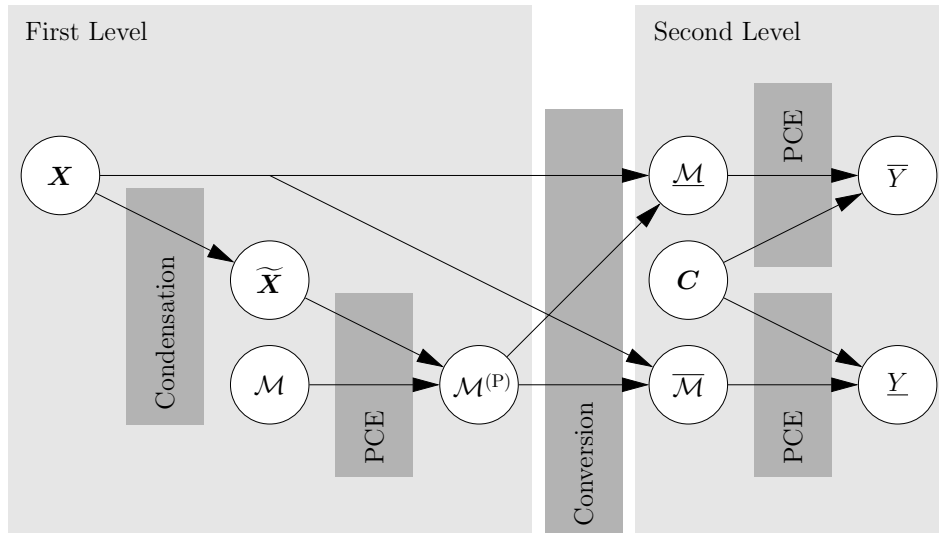 First Level
Second Level
PCE
X
M̲
Y̅
Condensation
X̃
C
M
PCE
M^(P)
Conversion
M̅
PCE
Y̲